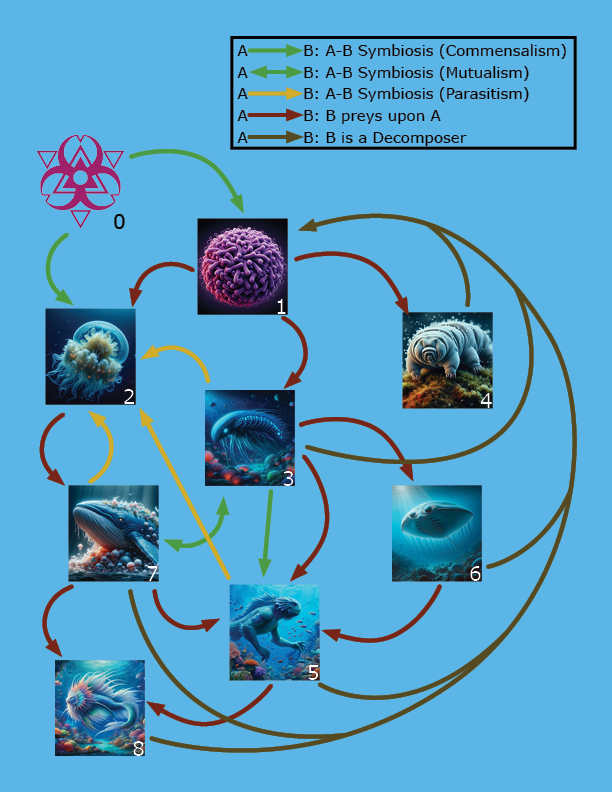 A B: A-B Symbiosis (Commensalism)
A B: A-B Symbiosis (Mutualism)
A B: A-B Symbiosis (Parasitism)
A B: B preys upon A
A B: B is a Decomposer
0
1
2
4
3
7
6
5
8